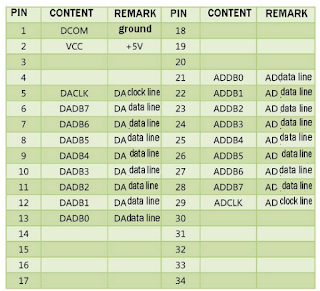 PIN CONTENT REMARK PIN CONTENT REMARK
1 DCOM ground 18
2 VCC +5V 19
3 20
4 21 ADDB0 AD data line
5 DACLK DA clock line 22 ADDB1 AD data line
6 DADB7 DA data line 23 ADDB2 AD data line
7 DADB6 DA data line 24 ADDB3 AD data line
8 DADB5 DA data line 25 ADDB4 AD data line
9 DADB4 DA data line 26 ADDB5 AD data line
10 DADB3 DA data line 27 ADDB6 AD data line
11 DADB2 DA data line 28 ADDB7 AD data line
12 DADB1 DA data line 29 ADCLK AD clock line
13 DADB0 DAdata line 30
14 31
15 32
16 33
17 34